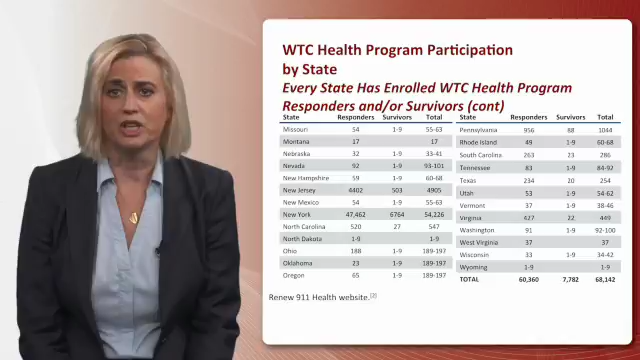 WTC Health Program Participation
by State
Every State Has Enrolled WTC Health Program
Responders and/or Survivors (cont)
State Responders Survivors Total
Missouri 54 1-9 55-63
Montana 17 17
Nebraska 32 1-9 33-41
Nevada 92 1-9 93-101
New Hampshire 59 1-9 60-68
New Jersey 4402 503 4905
New Mexico 54 1-9 55-63
New York 47,462 6764 54,226
North Carolina 520 27 547
North Dakota 1-9 1-9
Ohio 188 1-9 189-197
Oklahoma 23 1-9 189-197
Oregon 65 1-9 189-197
State Responders Survivors Total
Pennsylvania 956 88 1044
Rhode Island 49 1-9 60-68
South Carolina 263 23 286
Tennessee 83 1-9 84-92
Texas 234 20 254
Utah 53 1-9 54-62
Vermont 37 1-9 38-46
Virginia 427 22 449
Washington 91 1-9 92-100
West Virginia 37 37
Wisconsin 33 1-9 34-42
Wyoming 1-9 1-9
TOTAL 60,360 7,782 68,142
Renew 911 Health website.[2]